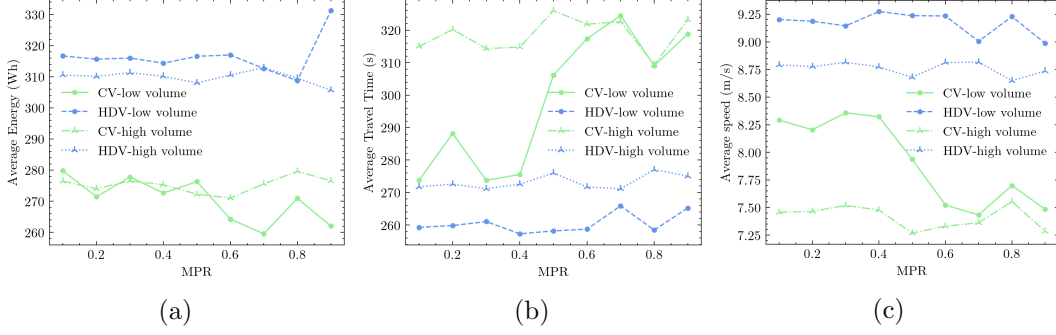 Average Energy (Wh)
330
320
310
300
290
280
270
260
0.2
0.4
0.6
0.8
MPR
CV-low volume
HDV-low volume
CV-high volume
HDV-high volume
(a)
Average Travel Time (s)
320
310
300
290
280
270
260
0.2
0.4
0.6
0.8
MPR
CV-low volume
HDV-low volume
CV-high volume
HDV-high volume
(b)
Average speed (m/s)
9.25
9.00
8.75
8.50
8.25
8.00
7.75
7.50
7.25
0.2
0.4
0.6
0.8
MPR
CV-low volume
HDV-low volume
CV-high volume
HDV-high volume
(c)